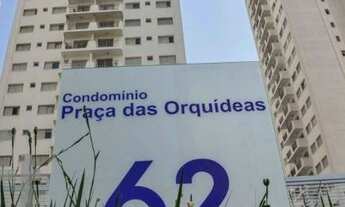 Condomínio
Praça das Orquídeas
62